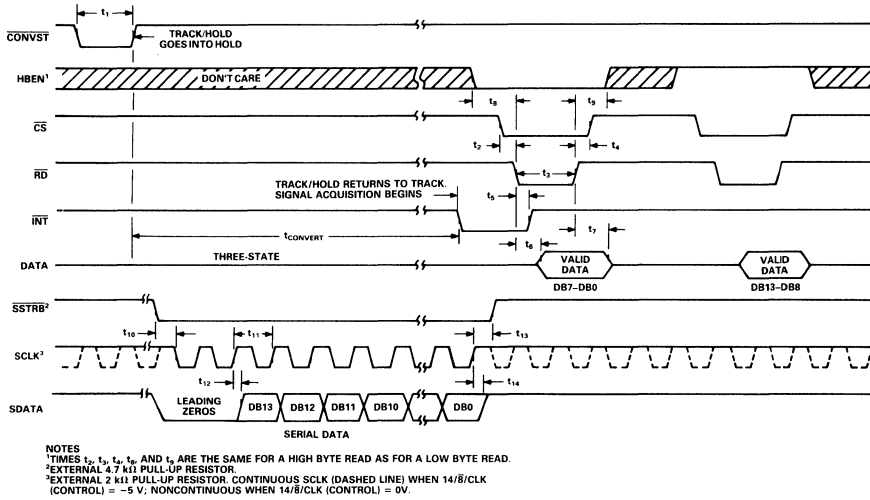 t1
CONVST
TRACK/HOLD
GOES INTO HOLD
HBEN1
DON'T CARE
t8
t9
CS
t2
t4
RD
t3
TRACK/HOLD RETURNS TO TRACK.
SIGNAL ACQUISITION BEGINS
t5
INT
tCONVERT
t7
t6
DATA
THREE-STATE
VALID
DATA
VALID
DATA
DB7–DB0
DB13–DB8
SSTRB2
t10
t11
t13
SCLK3
t12
t14
SDATA
LEADING
ZEROS
DB13
DB12
DB11
DB10
DB0
SERIAL DATA
NOTES
1TIMES t2, t3, t4, t8, AND t9 ARE THE SAME FOR A HIGH BYTE READ AS FOR A LOW BYTE READ.
2EXTERNAL 4.7 kΩ PULL-UP RESISTOR.
3EXTERNAL 2 kΩ PULL-UP RESISTOR. CONTINUOUS SCLK (DASHED LINE) WHEN 14/8/CLK
(CONTROL) = −5 V; NONCONTINUOUS WHEN 14/8/CLK (CONTROL) = 0V.